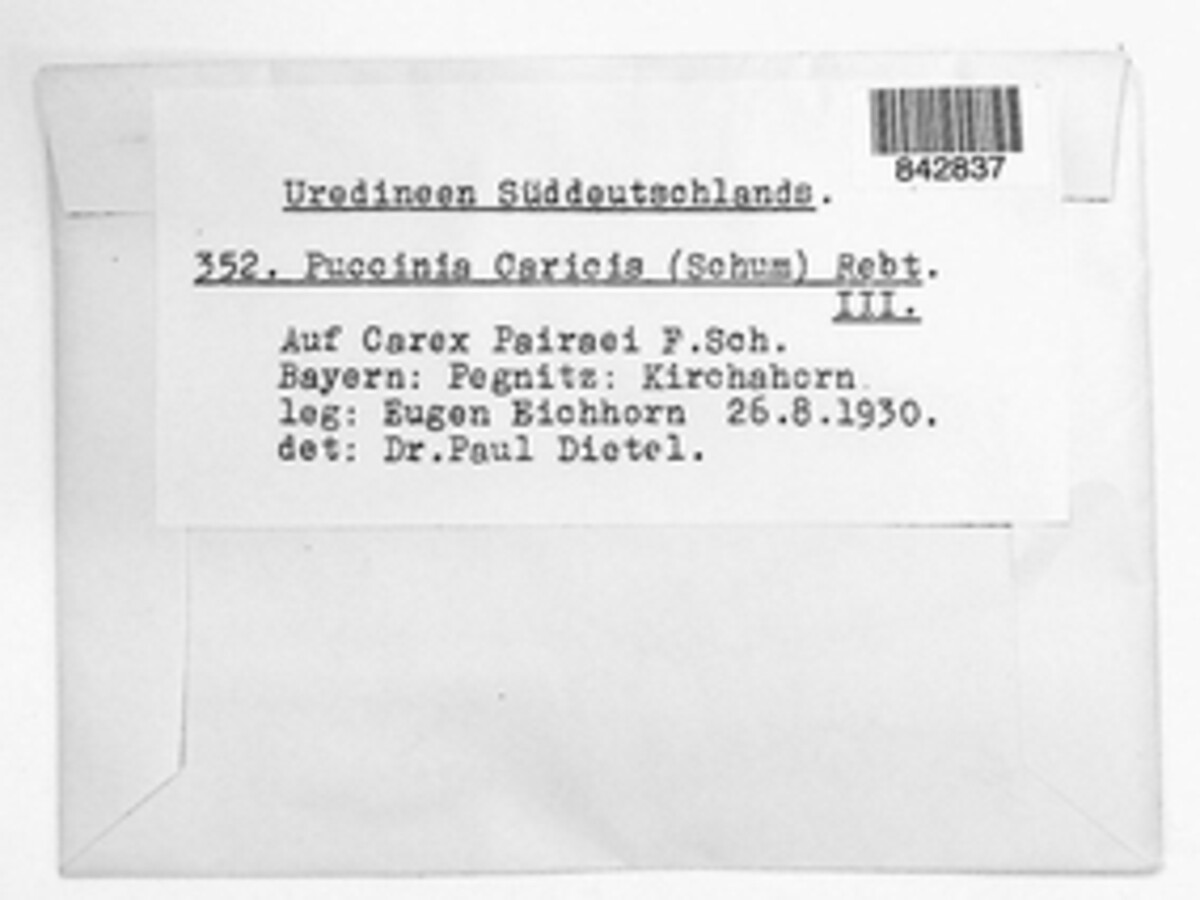 842837
Uredineen Süddeutschlands.
352. Puccinia Caricis (Schum) Rebt.
III.
Auf Carex Pairaei F.Sch.
Bayern: Pegnitz: Kirchahorn.
leg: Eugen Eichhorn 26.8.1930.
det: Dr.Paul Dietel.